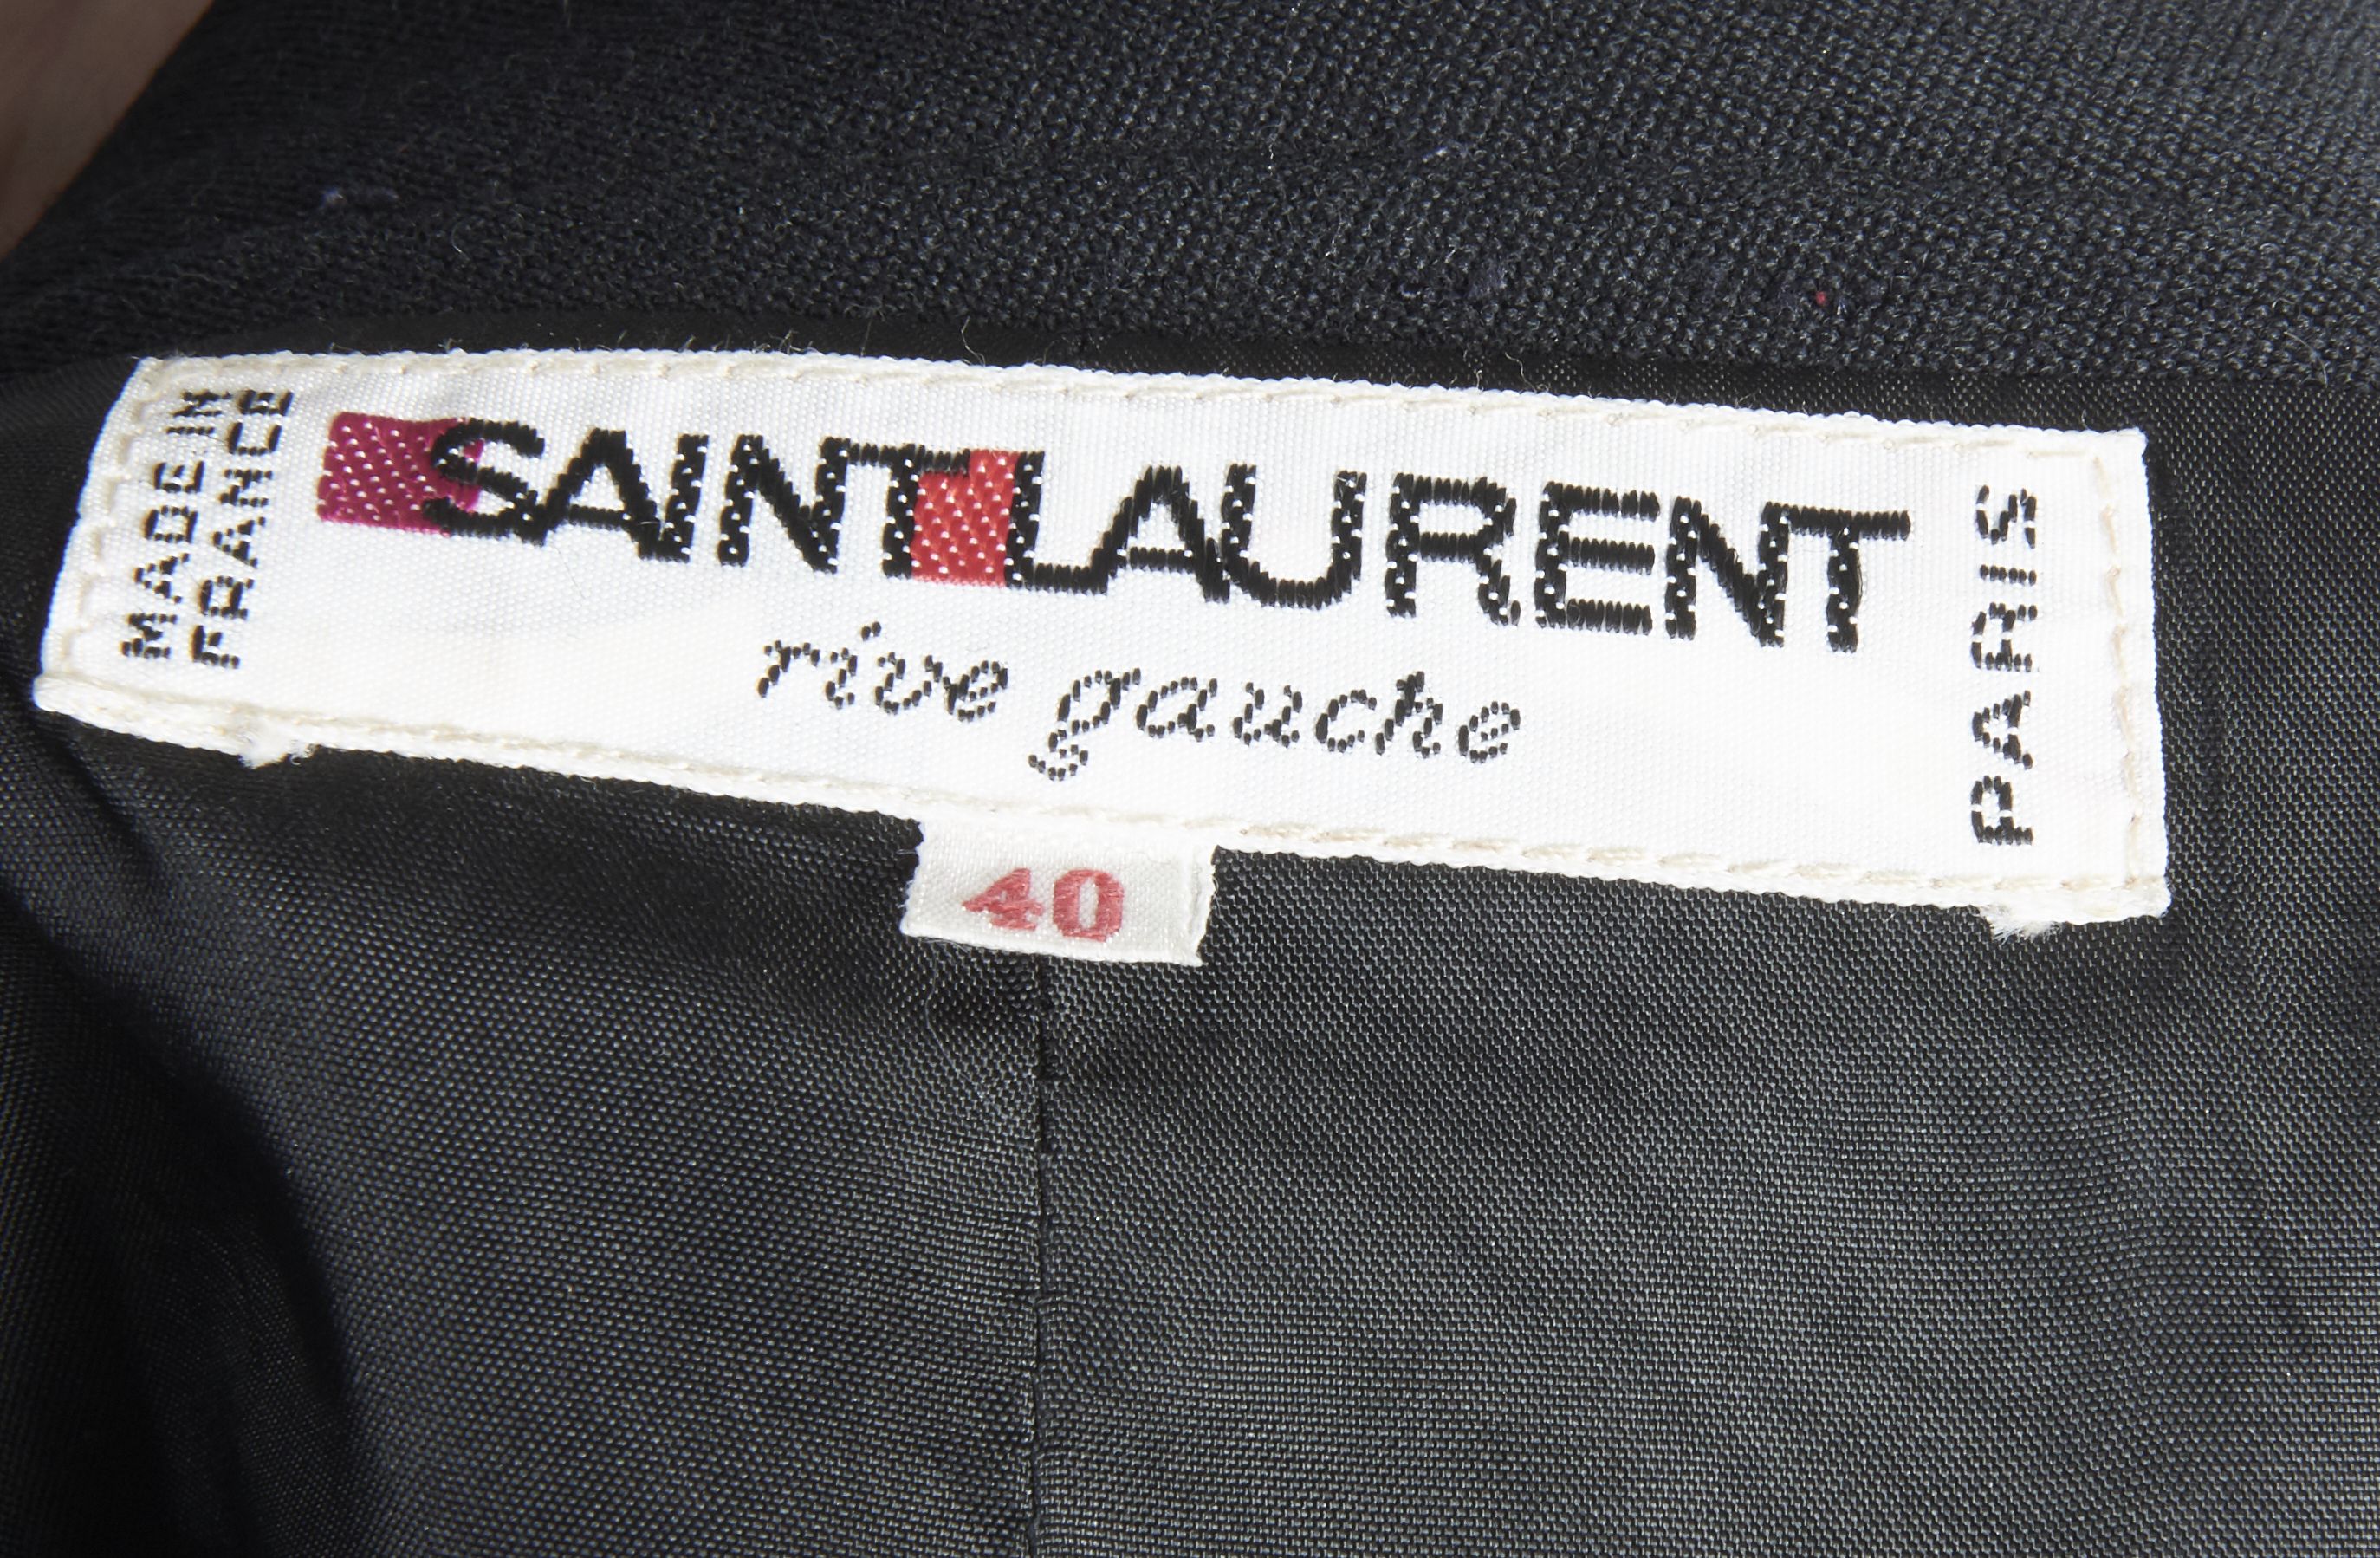 MADE IN
FRANCE
SAINT LAURENT
rive gauche
PARIS
40